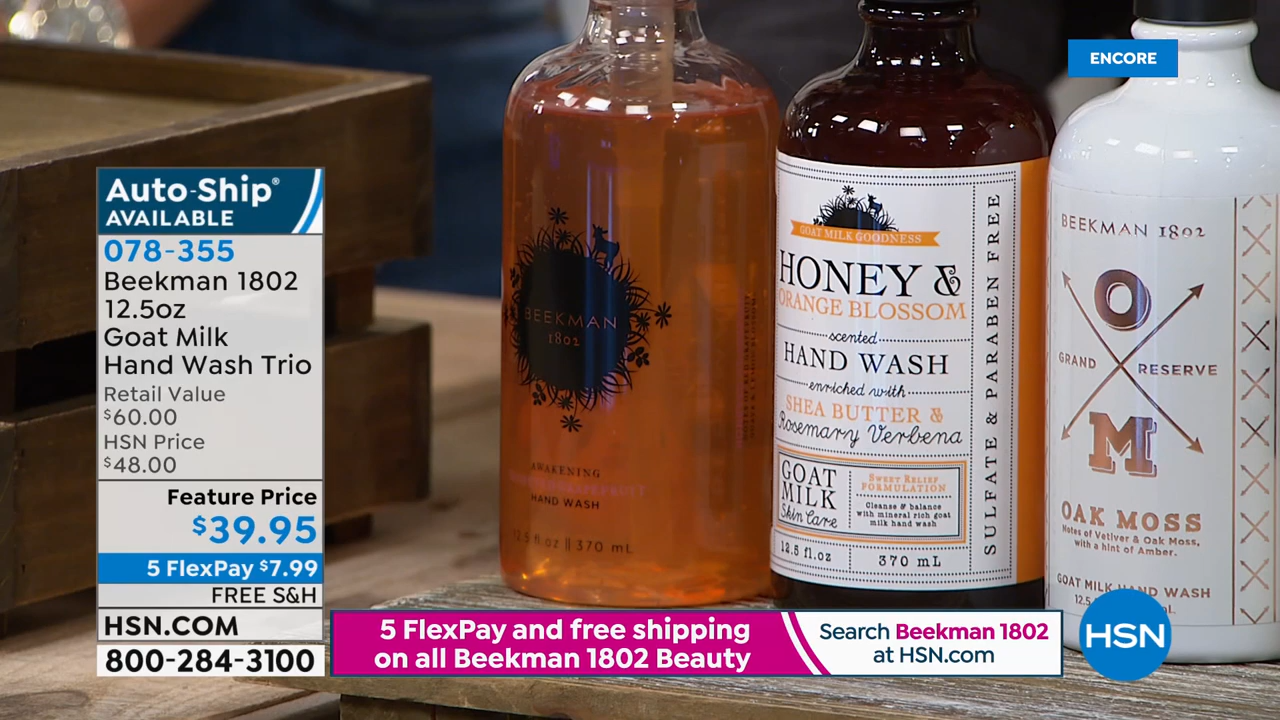 ENCORE
Auto-Ship®
AVAILABLE
078-355
Beekman 1802
12.5oz
Goat Milk
Hand Wash Trio
Retail Value
$60.00
HSN Price
$48.00
Feature Price
$39.95
5 FlexPay $7.99
FREE S&H
HSN.COM
800-284-3100
5 FlexPay and free shipping
on all Beekman 1802 Beauty
Search Beekman 1802
at HSN.com
HSN
BEEKMAN
1802
AWAKENING
HAND WASH
12.5 fl oz || 370 mL
GOAT MILK GOODNESS
HONEY &
ORANGE BLOSSOM
scented
HAND WASH
enriched with
SHEA BUTTER &
Rosemary Verbena
GOAT
MILK
Skin Care
SWEET RELIEF
FORMULATION
Cleanse & balance
with mineral rich goat
milk hand wash
12.5 fl.oz
370 mL
SULFATE & PARABEN FREE
BEEKMAN 1802
O
GRAND RESERVE
M
OAK MOSS
Notes of Vetiver & Oak Moss,
with a hint of Amber.
GOAT MILK HAND WASH
12.5